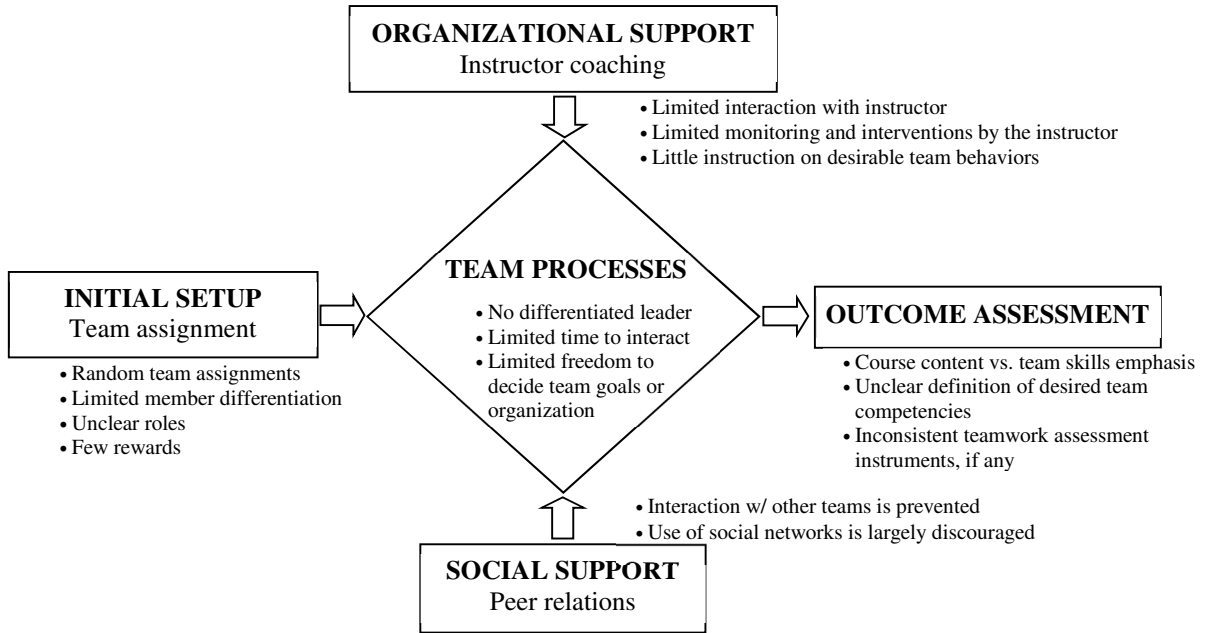 ORGANIZATIONAL SUPPORT
Instructor coaching
• Limited interaction with instructor
• Limited monitoring and interventions by the instructor
• Little instruction on desirable team behaviors
INITIAL SETUP
Team assignment
• Random team assignments
• Limited member differentiation
• Unclear roles
• Few rewards
TEAM PROCESSES
• No differentiated leader
• Limited time to interact
• Limited freedom to
decide team goals or
organization
OUTCOME ASSESSMENT
• Course content vs. team skills emphasis
• Unclear definition of desired team
competencies
• Inconsistent teamwork assessment
instruments, if any
• Interaction w/ other teams is prevented
• Use of social networks is largely discouraged
SOCIAL SUPPORT
Peer relations